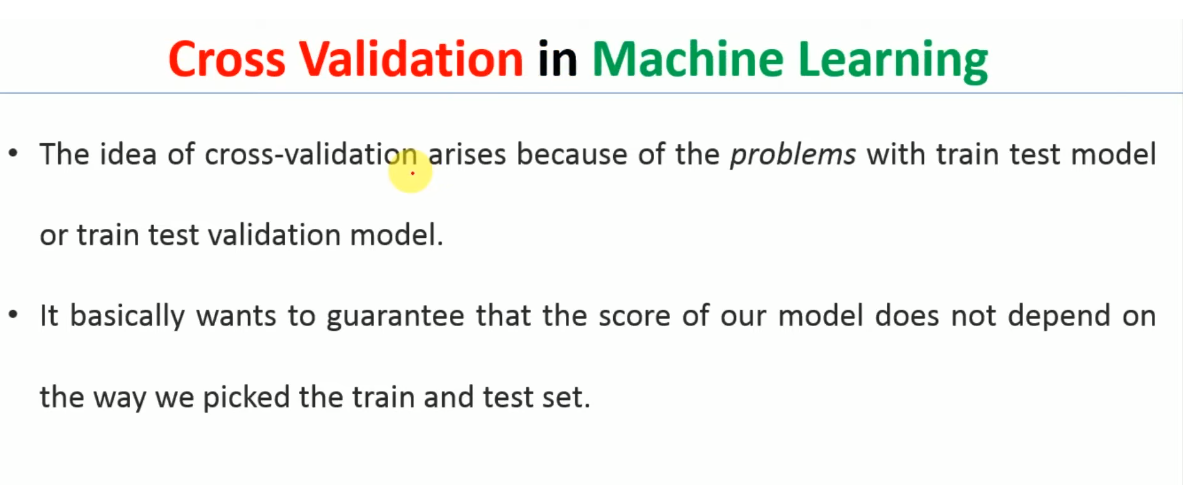 Cross Validation in Machine Learning
• The idea of cross-validation arises because of the problems with train test model
or train test validation model.
• It basically wants to guarantee that the score of our model does not depend on
the way we picked the train and test set.